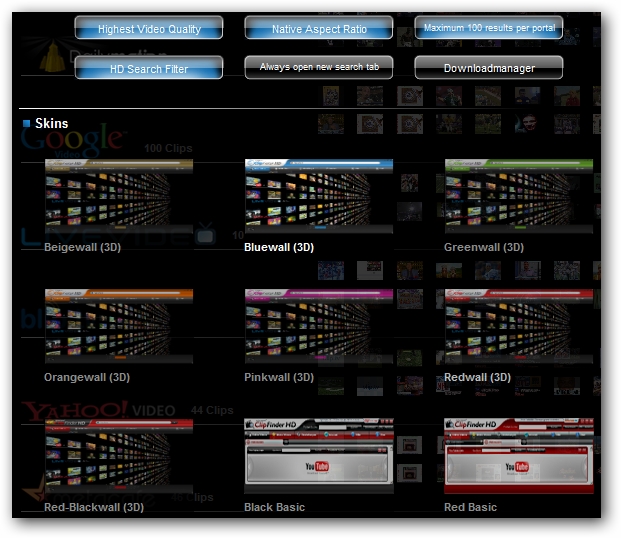 Highest Video Quality
Native Aspect Ratio
Maximum 100 results per portal
HD Search Filter
Always open new search tab
Downloadmanager
Skins
Google
100 Clips
Beigewall (3D)
Bluewall (3D)
Greenwall (3D)
Orangewall (3D)
Pinkwall (3D)
Redwall (3D)
YAHOO! VIDEO
44 Clips
ClipFinder HD
YouTube
ClipFinder HD
YouTube
46 Clips
Red-Blackwall (3D)
Black Basic
Red Basic